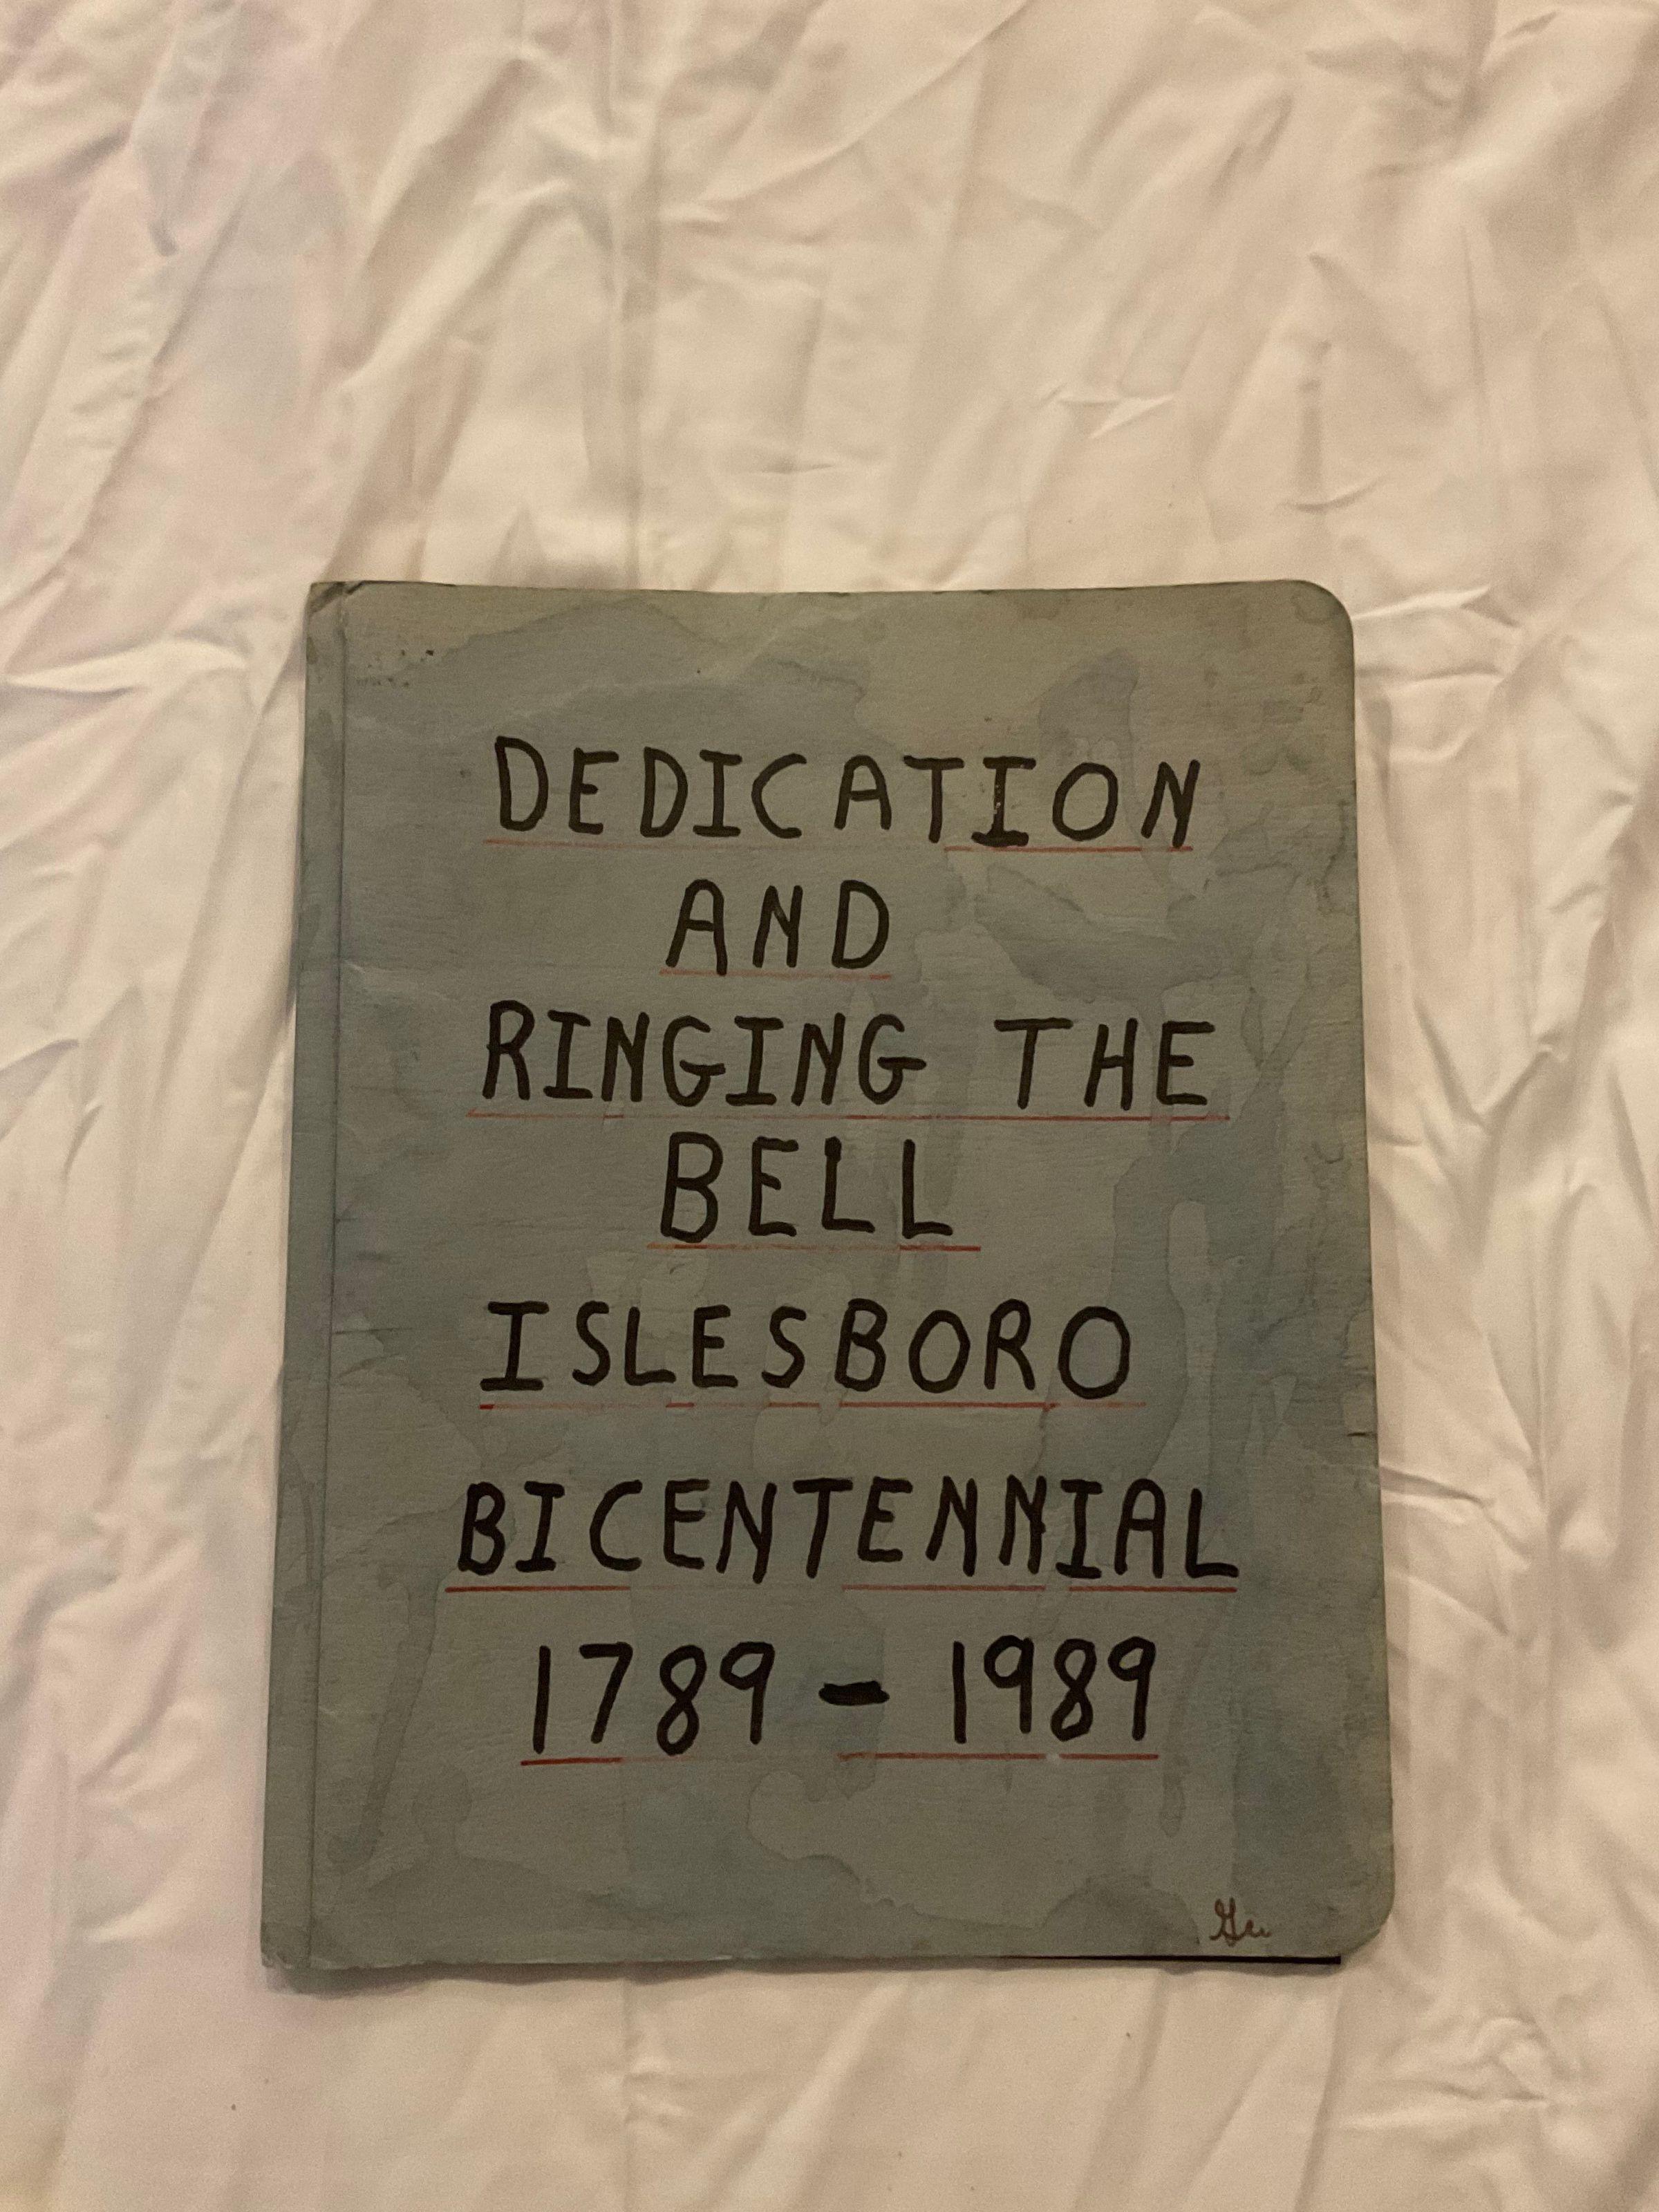 DEDICATION
AND
RINGING THE
BELL
ISLESBORO
BICENTENNIAL
1789 - 1989